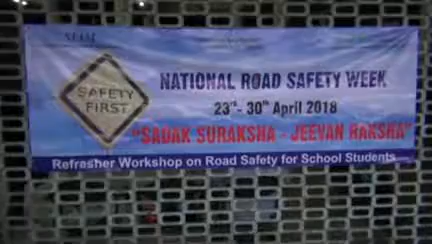 SAFETY
FIRST
NATIONAL ROAD SAFETY WEEK
23rd - 30th April 2018
"SADAK SURAKSHA - JEEVAN RAKSHA"
Refrasher Workshop on Road Safety for School Students